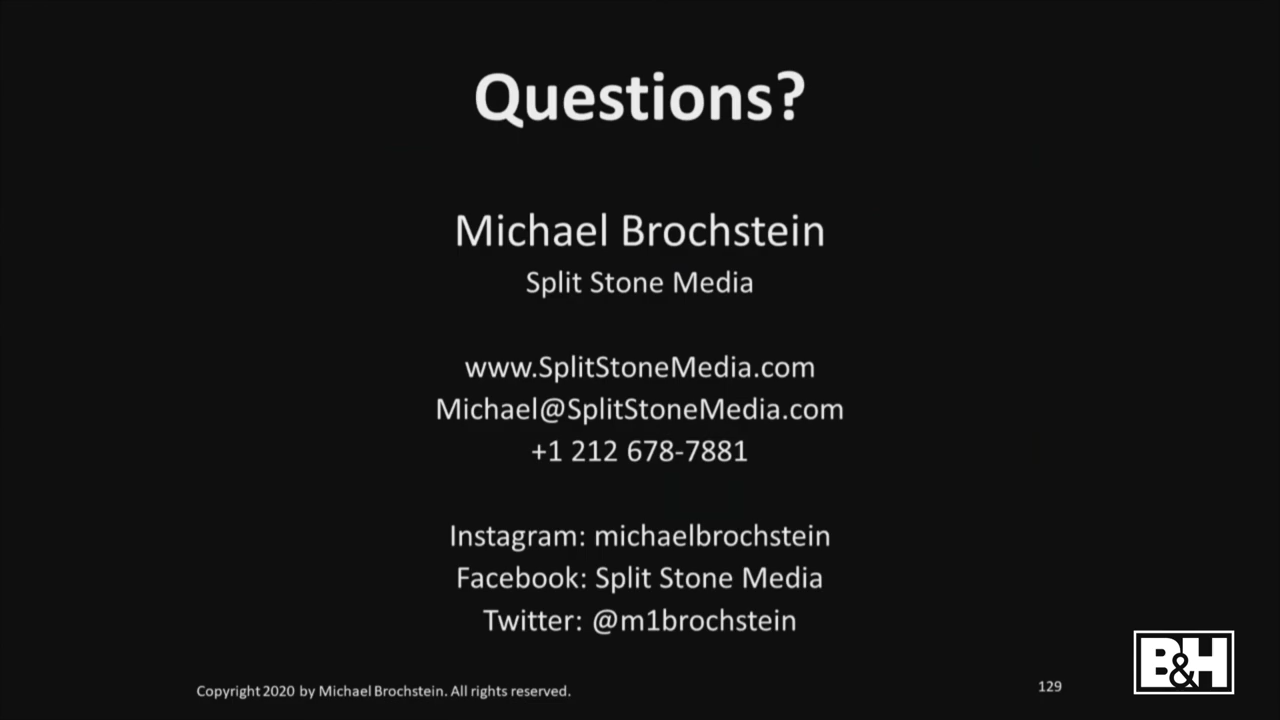 Questions?
Michael Brochstein
Split Stone Media
www.SplitStoneMedia.com
Michael@SplitStoneMedia.com
+1 212 678-7881
Instagram: michaelbrochstein
Facebook: Split Stone Media
Twitter: @m1brochstein
Copyright 2020 by Michael Brochstein. All rights reserved.
129
B&H